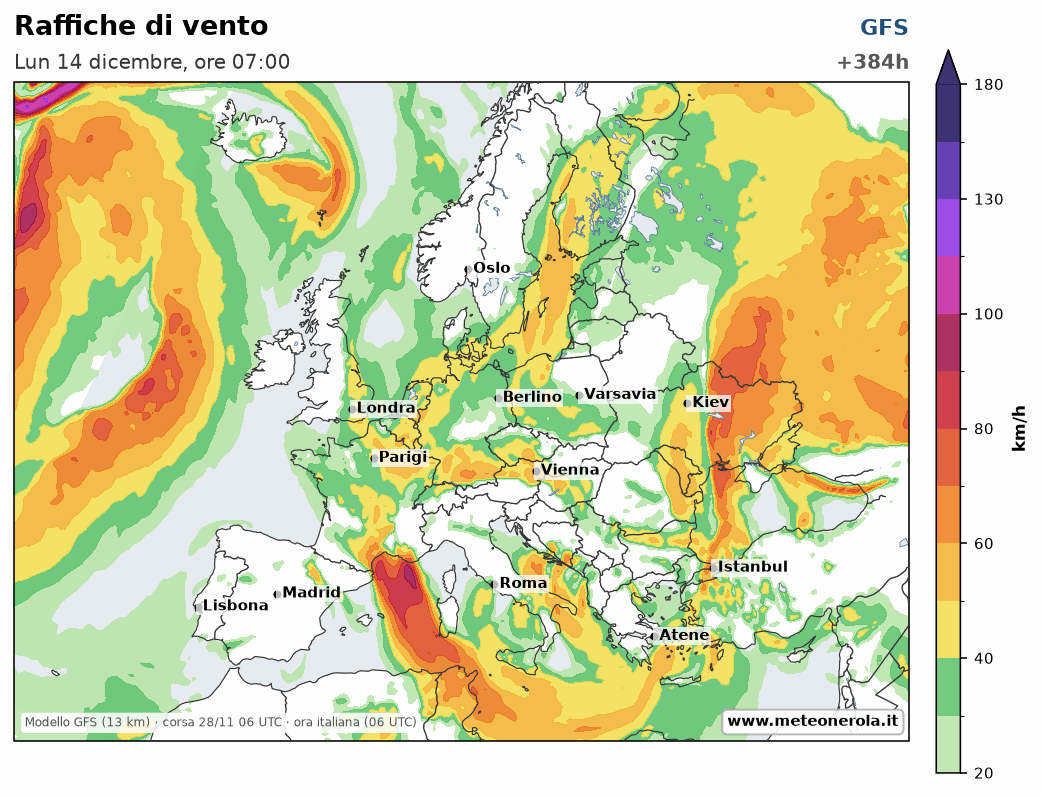 Raffiche di vento
GFS
Lun 14 dicembre, ore 07:00
+384h
180
130
100
80
60
40
20
km/h
Oslo
Berlino
Varsavia
Kiev
Londra
Parigi
Vienna
Istanbul
Roma
Madrid
Lisbona
Atene
Modello GFS (13 km) · corsa 28/11 06 UTC · ora italiana (06 UTC)
www.meteonerola.it